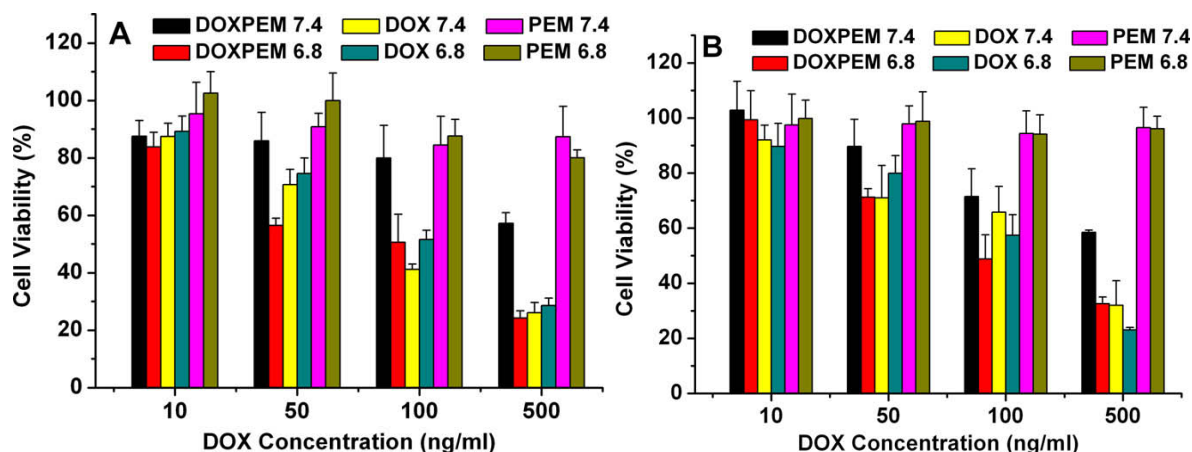 A
DOXPEM 7.4 DOX 7.4 PEM 7.4
DOXPEM 6.8 DOX 6.8 PEM 6.8
Cell Viability (%)
120
100
80
60
40
20
0
10 50 100 500
DOX Concentration (ng/ml)
B
DOXPEM 7.4 DOX 7.4 PEM 7.4
DOXPEM 6.8 DOX 6.8 PEM 6.8
Cell Viability (%)
120
100
80
60
40
20
0
10 50 100 500
DOX Concentration (ng/ml)